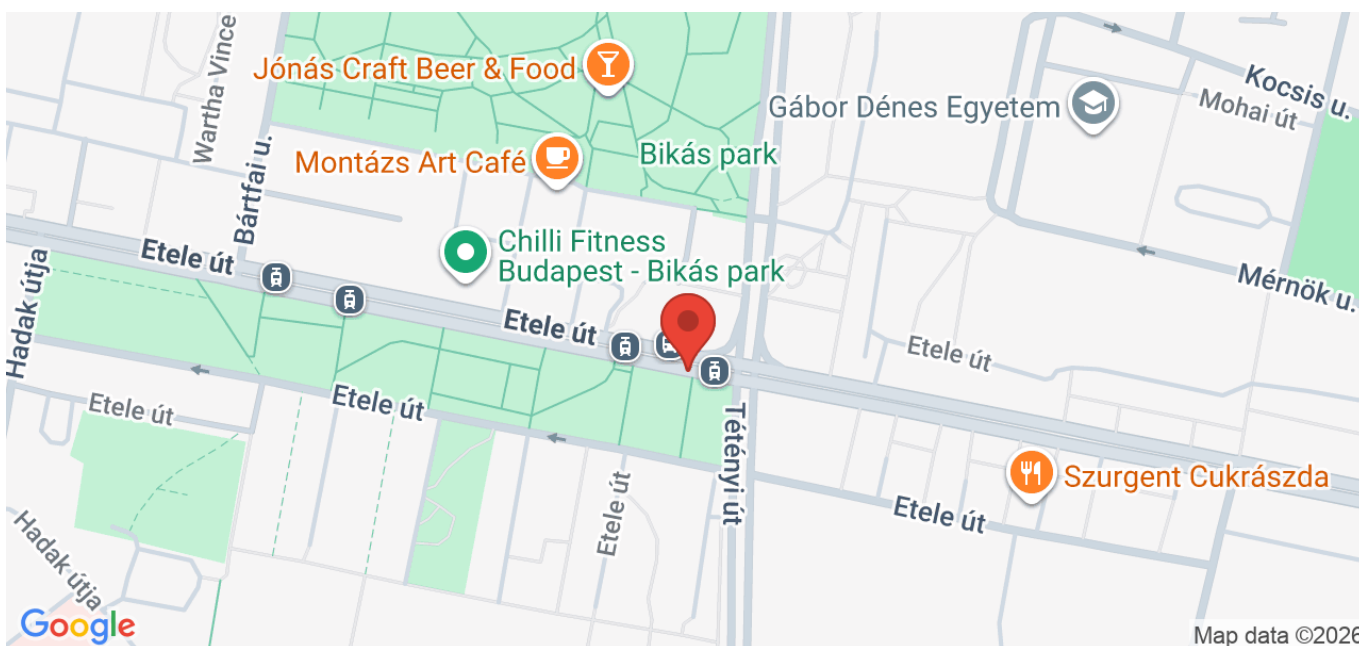 Wartha Vince
Jónás Craft Beer & Food
Kocsis u.
Mohai út
Gábor Dénes Egyetem
Montázs Art Café
Bikás park
Bártfai u.
Etele út
Chilli Fitness
Budapest - Bikás park
Mérnök u.
Hadak útja
Etele út
Etele út
Etele út
Etele út
Tétényi út
Szurgent Cukrászda
Etele út
Etele út
Hadak útja
Google
Map data ©2026